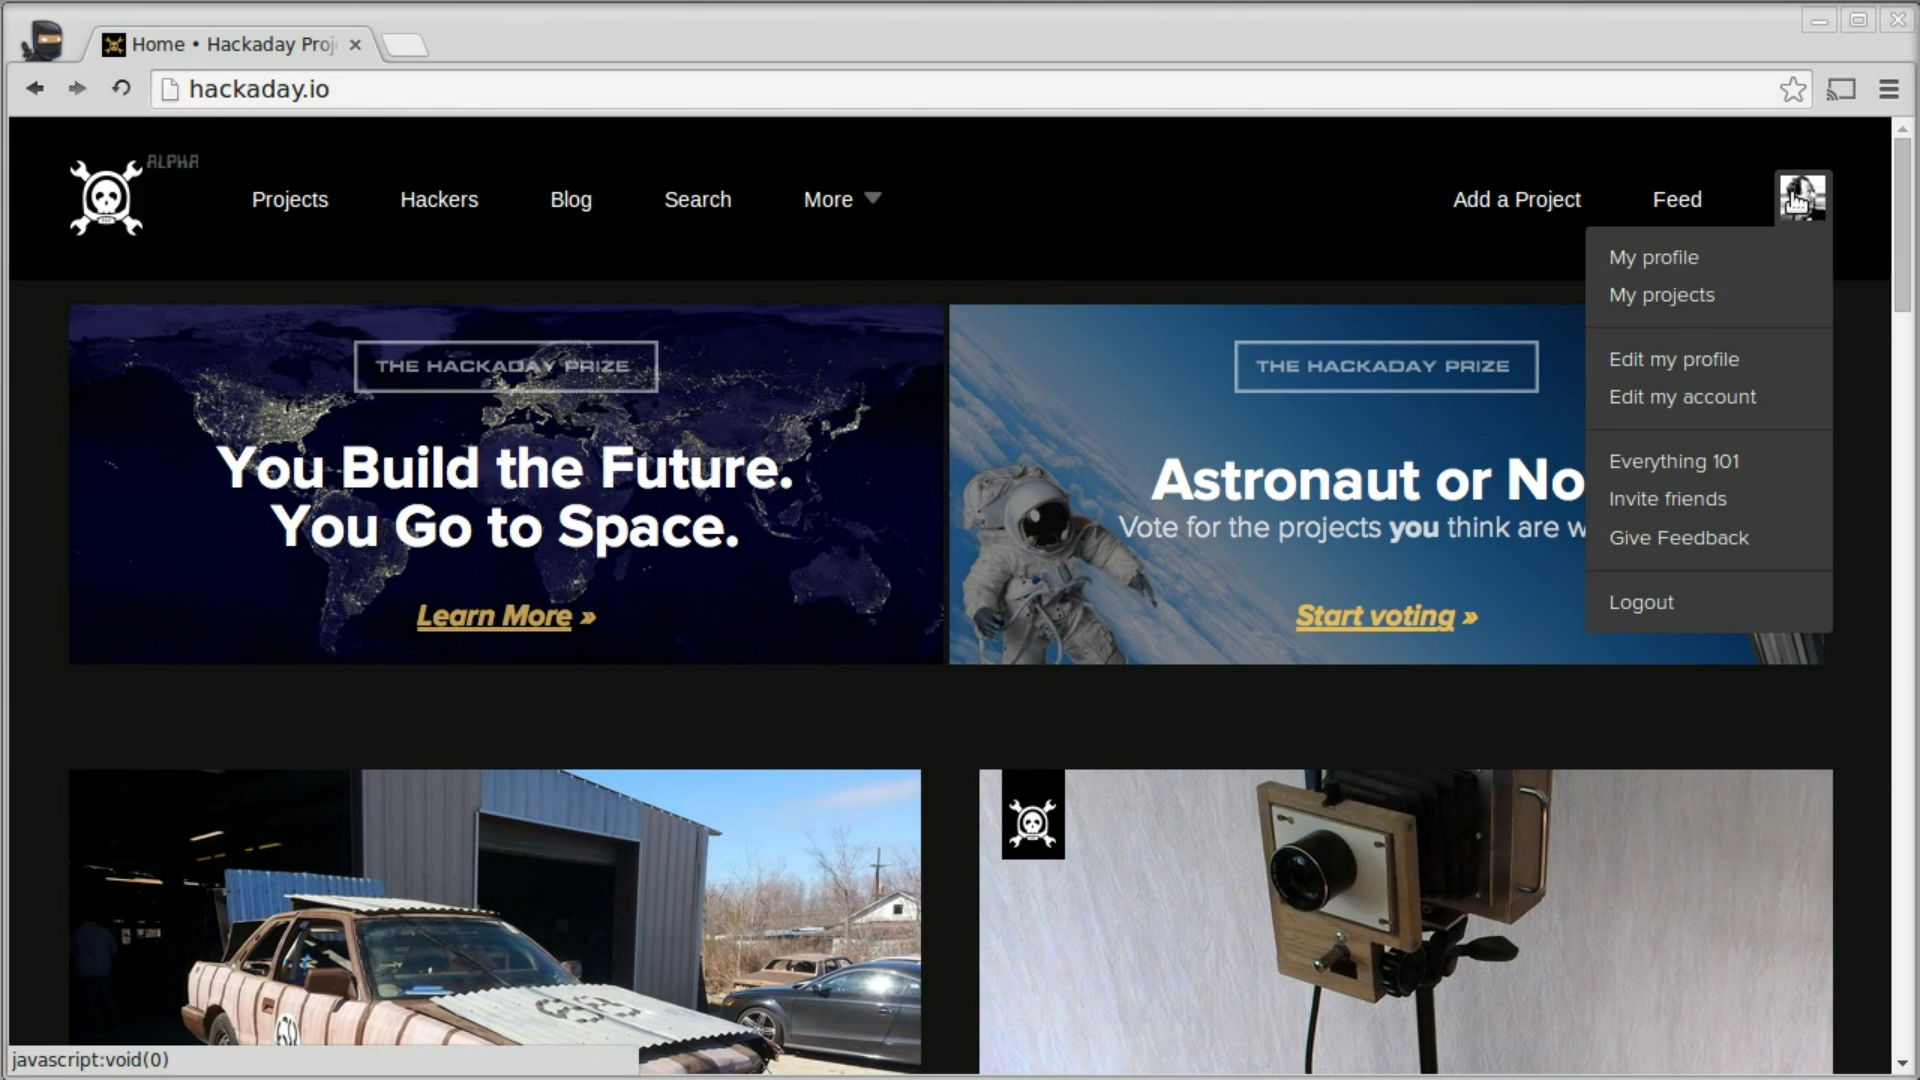 Home • Hackaday Proj
hackaday.io
ALPHA
Projects
Hackers
Blog
Search
More
Add a Project
Feed
My profile
My projects
Edit my profile
Edit my account
Everything 101
Invite friends
Give Feedback
Logout
THE HACKADAY PRIZE
You Build the Future.
You Go to Space.
Learn More »
THE HACKADAY PRIZE
Astronaut or No
Vote for the projects you think are w
Start voting »
javascript:void(0)